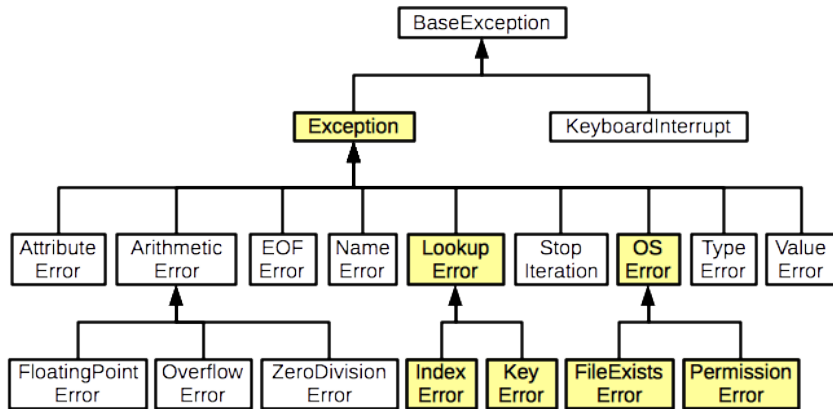 BaseException
Exception
KeyboardInterrupt
Attribute
Error
Arithmetic
Error
EOF
Error
Name
Error
Lookup
Error
Stop
Iteration
OS
Error
Type
Error
Value
Error
FloatingPoint
Error
Overflow
Error
ZeroDivision
Error
Index
Error
Key
Error
FileExists
Error
Permission
Error